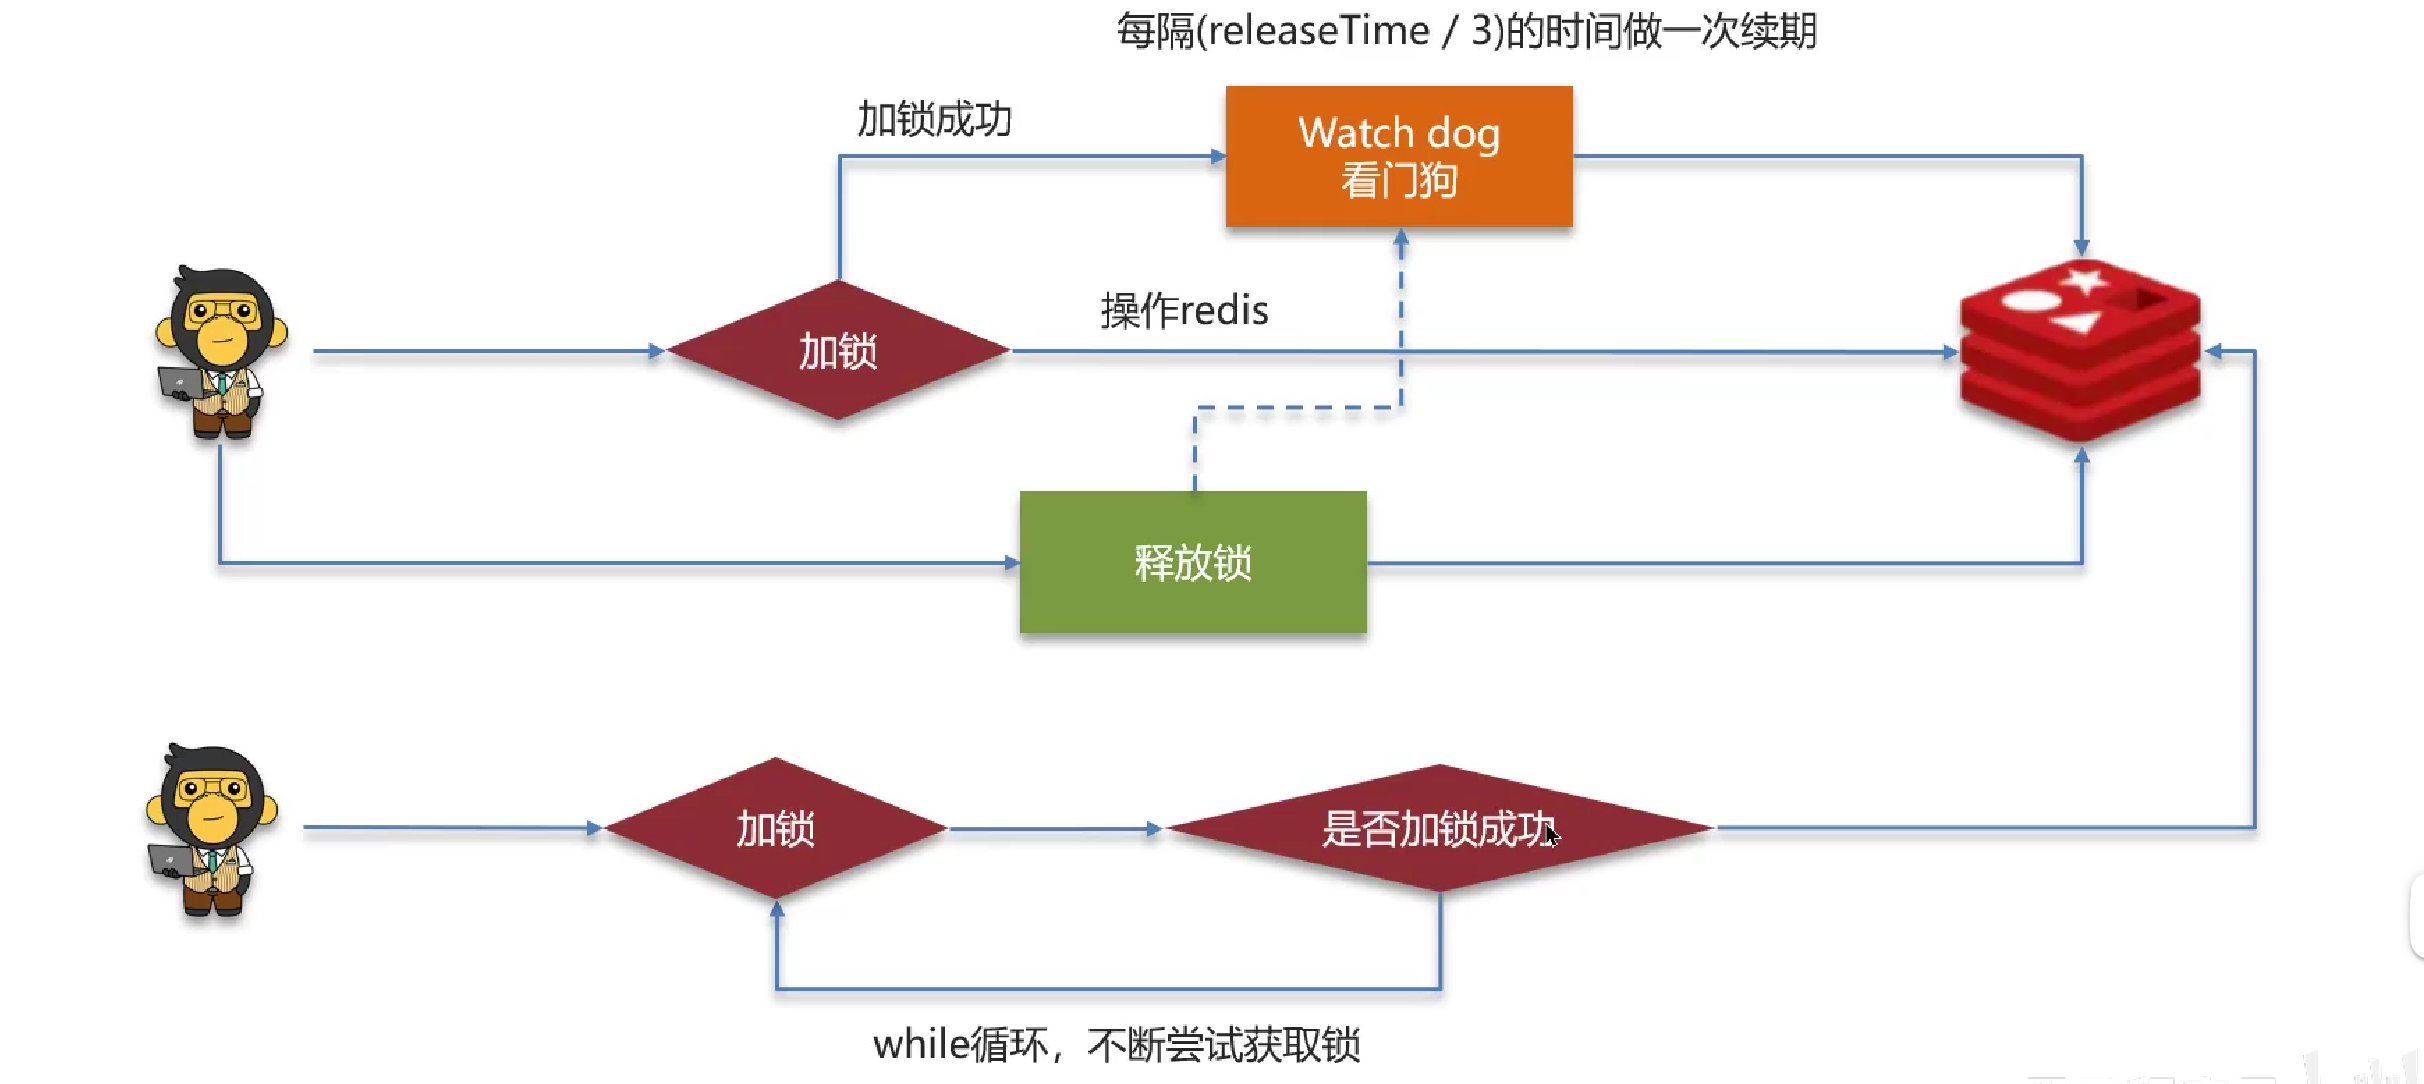 每隔(releaseTime / 3)的时间做一次续期
加锁成功
Watch dog
看门狗
操作redis
加锁
释放锁
加锁
是否加锁成功
while循环，不断尝试获取锁